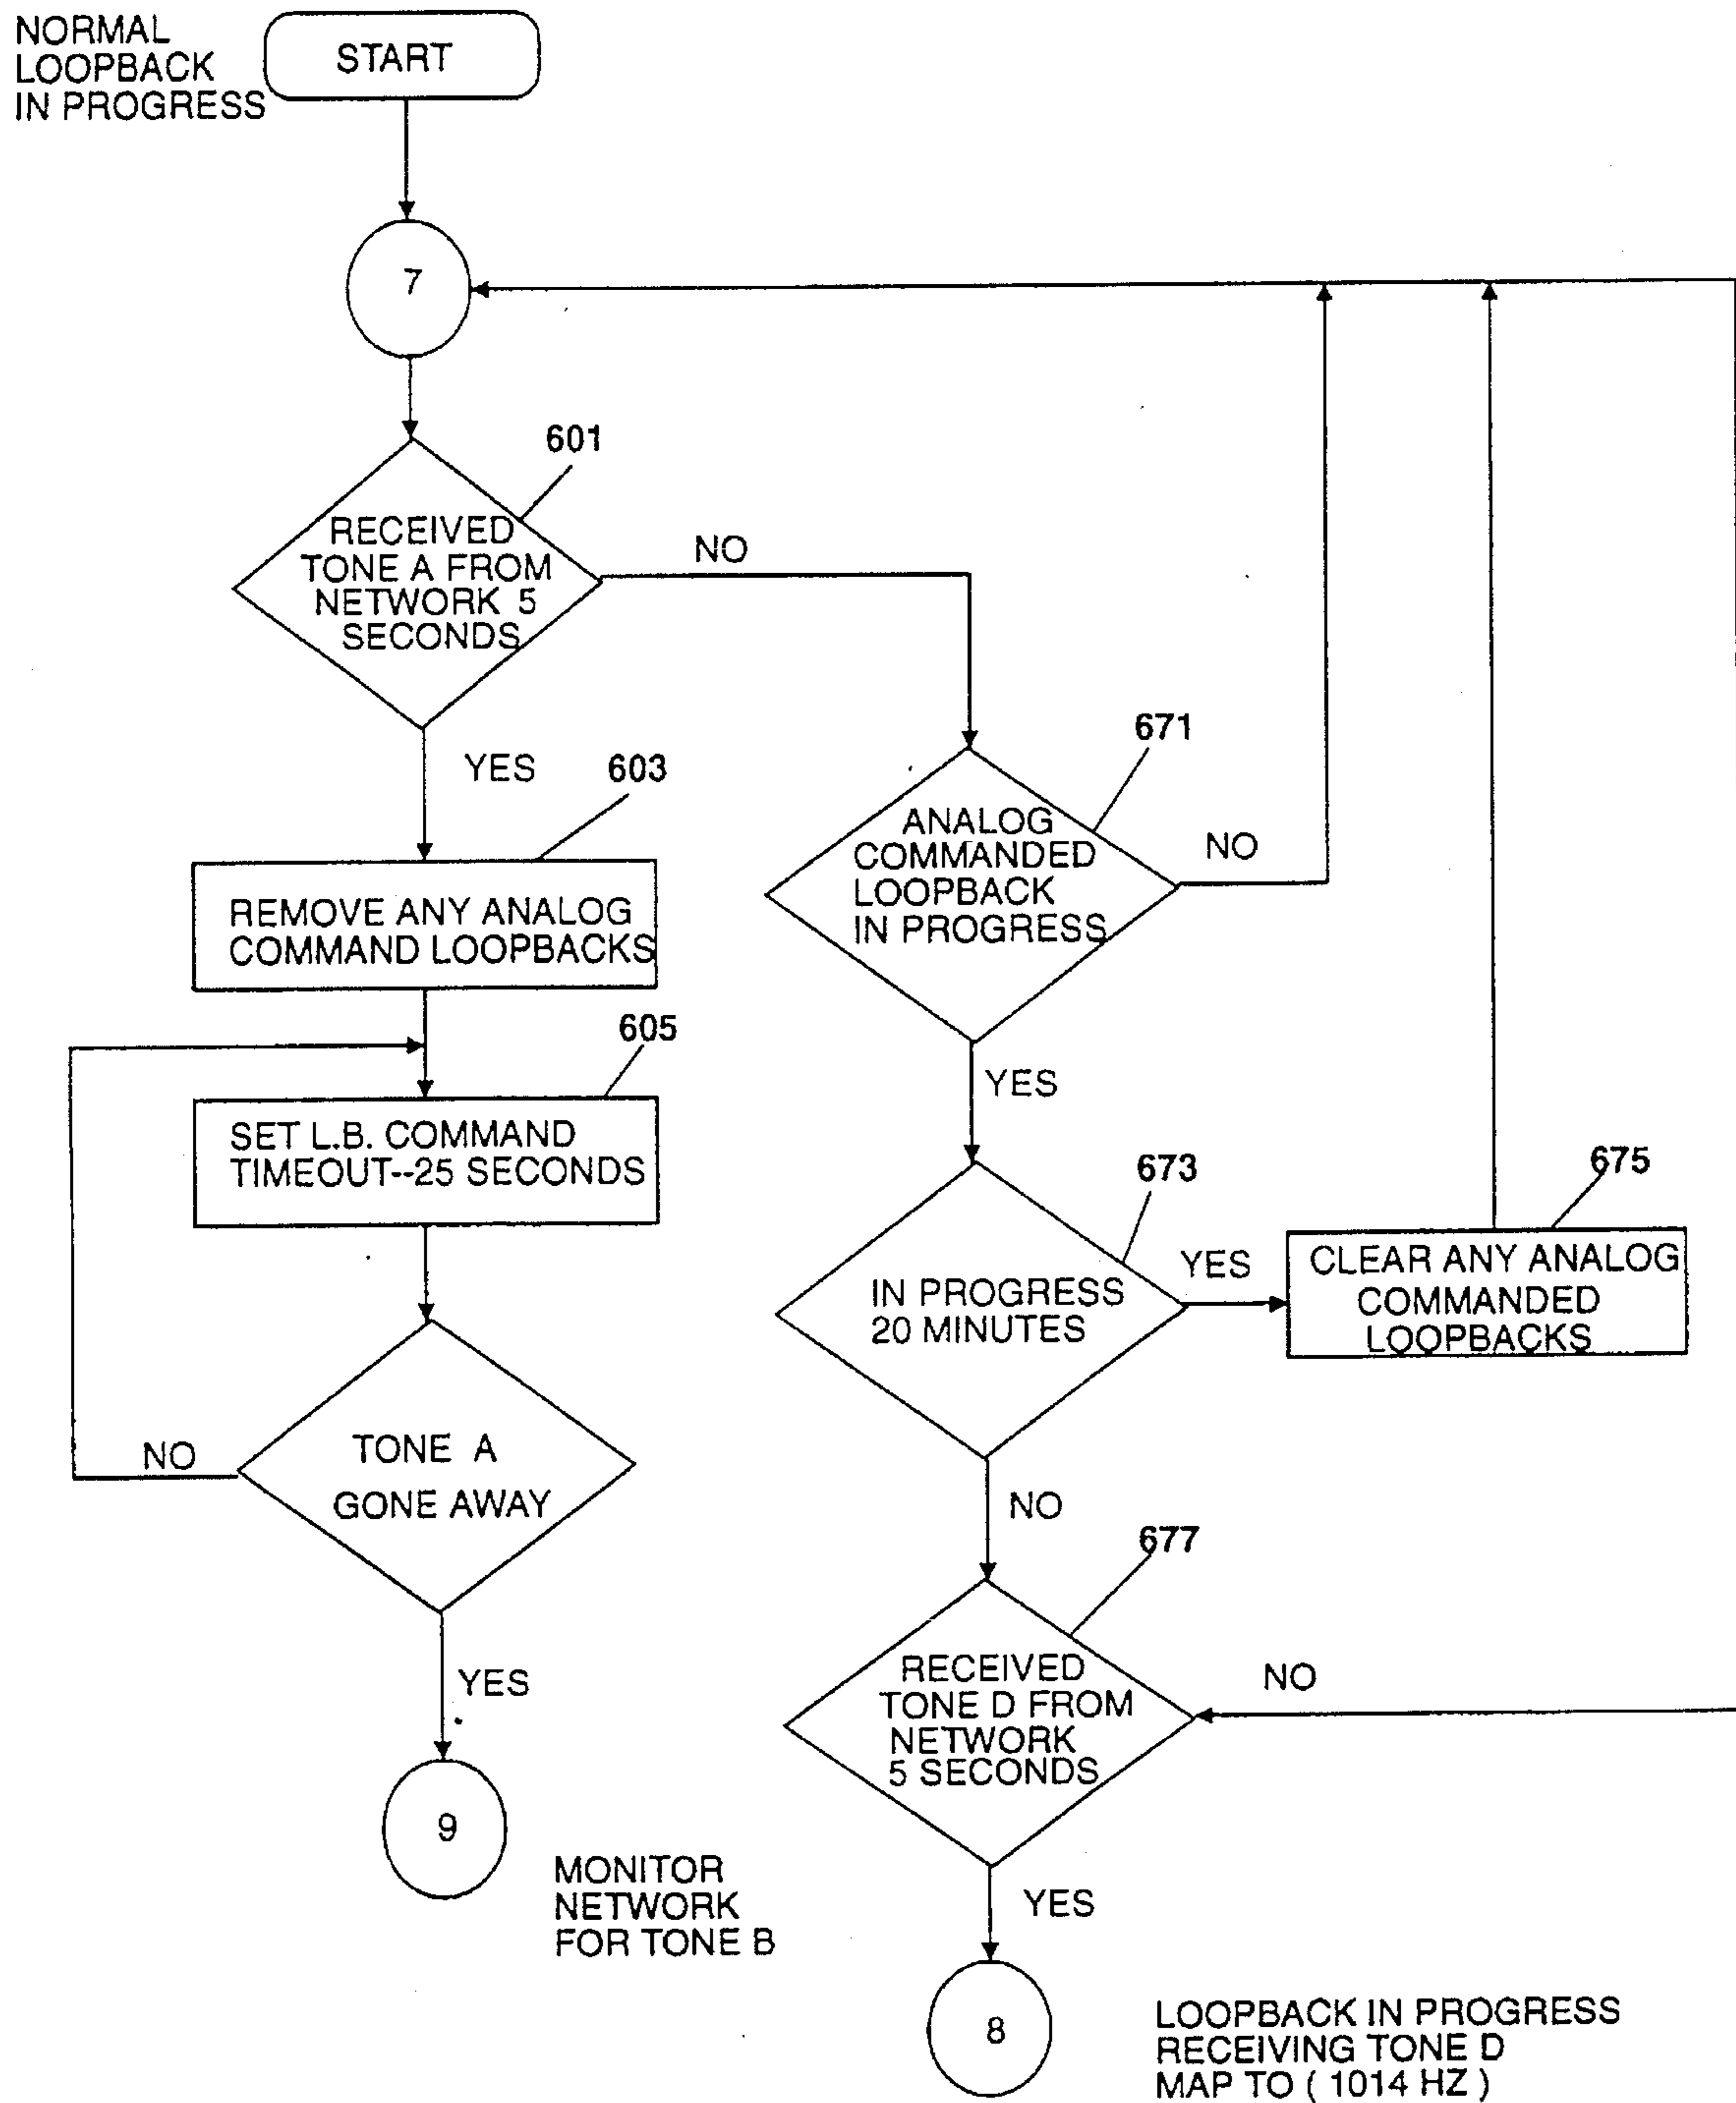 NORMAL
LOOPBACK
IN PROGRESS
START
7
601
RECEIVED
TONE A FROM
NETWORK 5
SECONDS
NO
YES
603
REMOVE ANY ANALOG
COMMAND LOOPBACKS
605
SET L.B. COMMAND
TIMEOUT--25 SECONDS
TONE A
GONE AWAY
NO
YES
9
MONITOR
NETWORK
FOR TONE B
671
ANALOG
COMMANDED
LOOPBACK
IN PROGRESS
NO
YES
673
IN PROGRESS
20 MINUTES
YES
675
CLEAR ANY ANALOG
COMMANDED
LOOPBACKS
NO
677
RECEIVED
TONE D FROM
NETWORK
5 SECONDS
NO
YES
8
LOOPBACK IN PROGRESS
RECEIVING TONE D
MAP TO ( 1014 HZ )